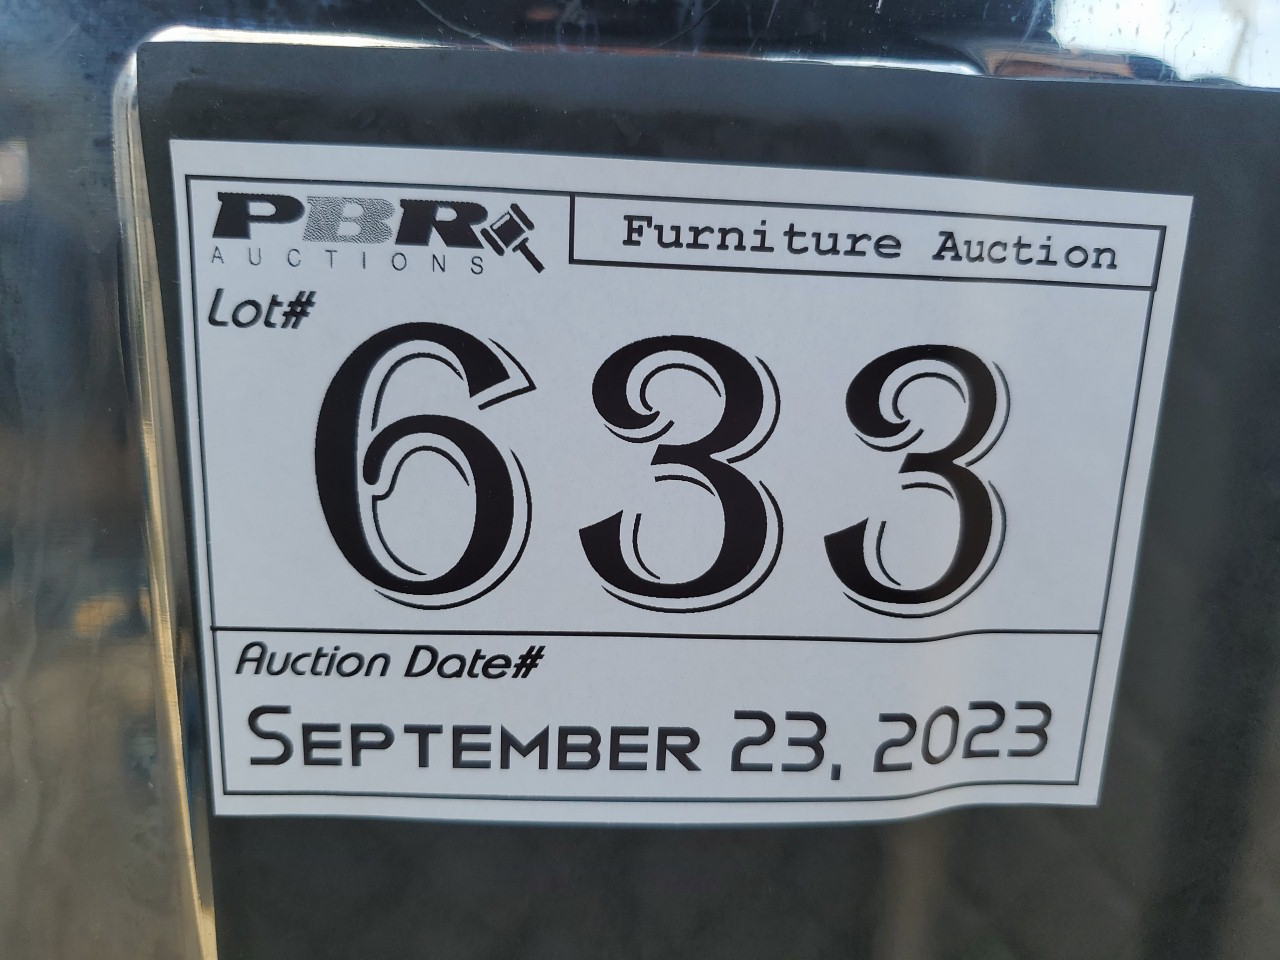 PBR
AUCTIONS
Furniture Auction
Lot#
633
Auction Date#
SEPTEMBER 23, 2023